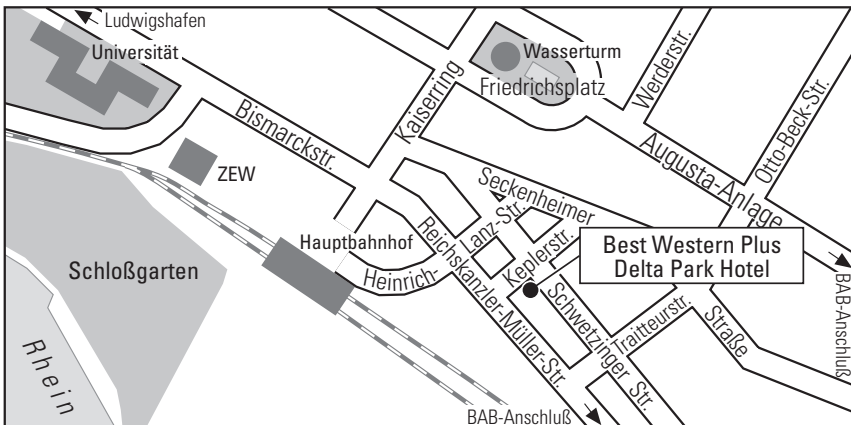 Ludwigshafen
Universität
Wasserturm
Friedrichsplatz
Kaiserring
Werderstr.
Otto-Beck-Str.
Bismarckstr.
Augusta-Anlage
ZEW
Seckenheimer
Lanz-Str.
Hauptbahnhof
Heinrich-
Reichskanzler-Müller-Str.
Keplerstr.
Best Western Plus
Delta Park Hotel
Schloßgarten
Schwetzinger Str.
Traitteurstr.
Straße
BAB-Anschluß
Rhein
BAB-Anschluß